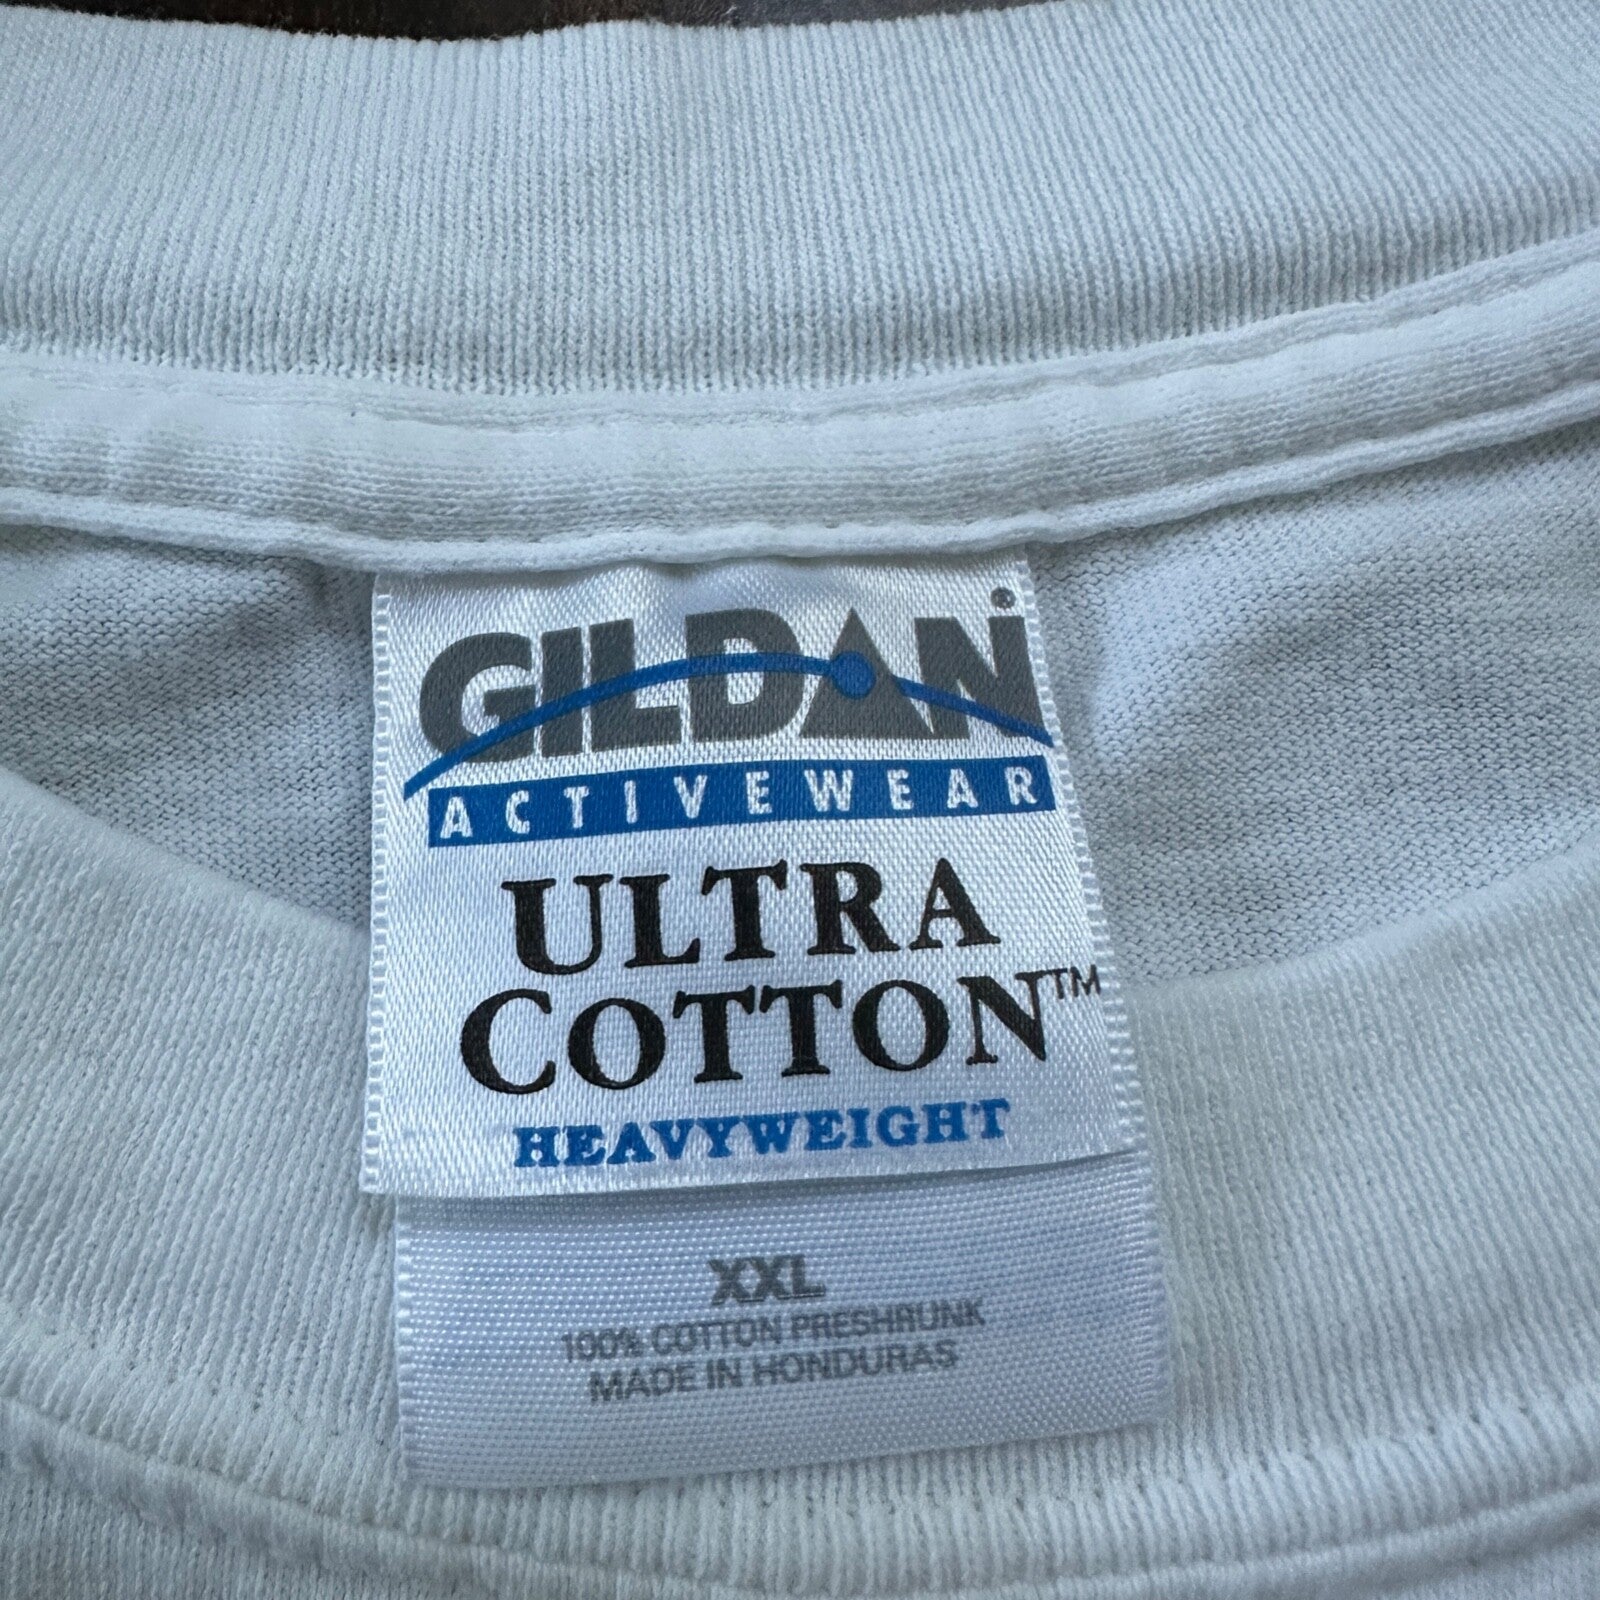 GILDAN®
ACTIVEWEAR
ULTRA
COTTON™
HEAVYWEIGHT
XXL
100% COTTON PRESHRUNK
MADE IN HONDURAS